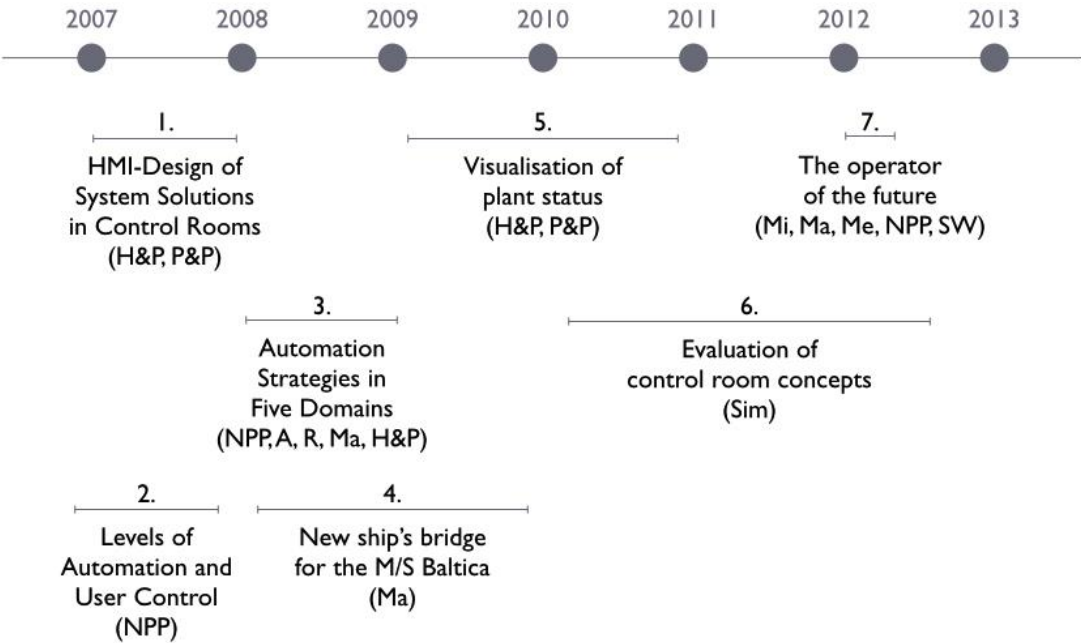 2007 2008 2009 2010 2011 2012 2013
1.
HMI-Design of
System Solutions
in Control Rooms
(H&P, P&P)
5.
Visualisation of
plant status
(H&P, P&P)
7.
The operator
of the future
(Mi, Ma, Me, NPP, SW)
3.
Automation
Strategies in
Five Domains
(NPP, A, R, Ma, H&P)
6.
Evaluation of
control room concepts
(Sim)
2.
Levels of
Automation and
User Control
(NPP)
4.
New ship's bridge
for the M/S Baltica
(Ma)